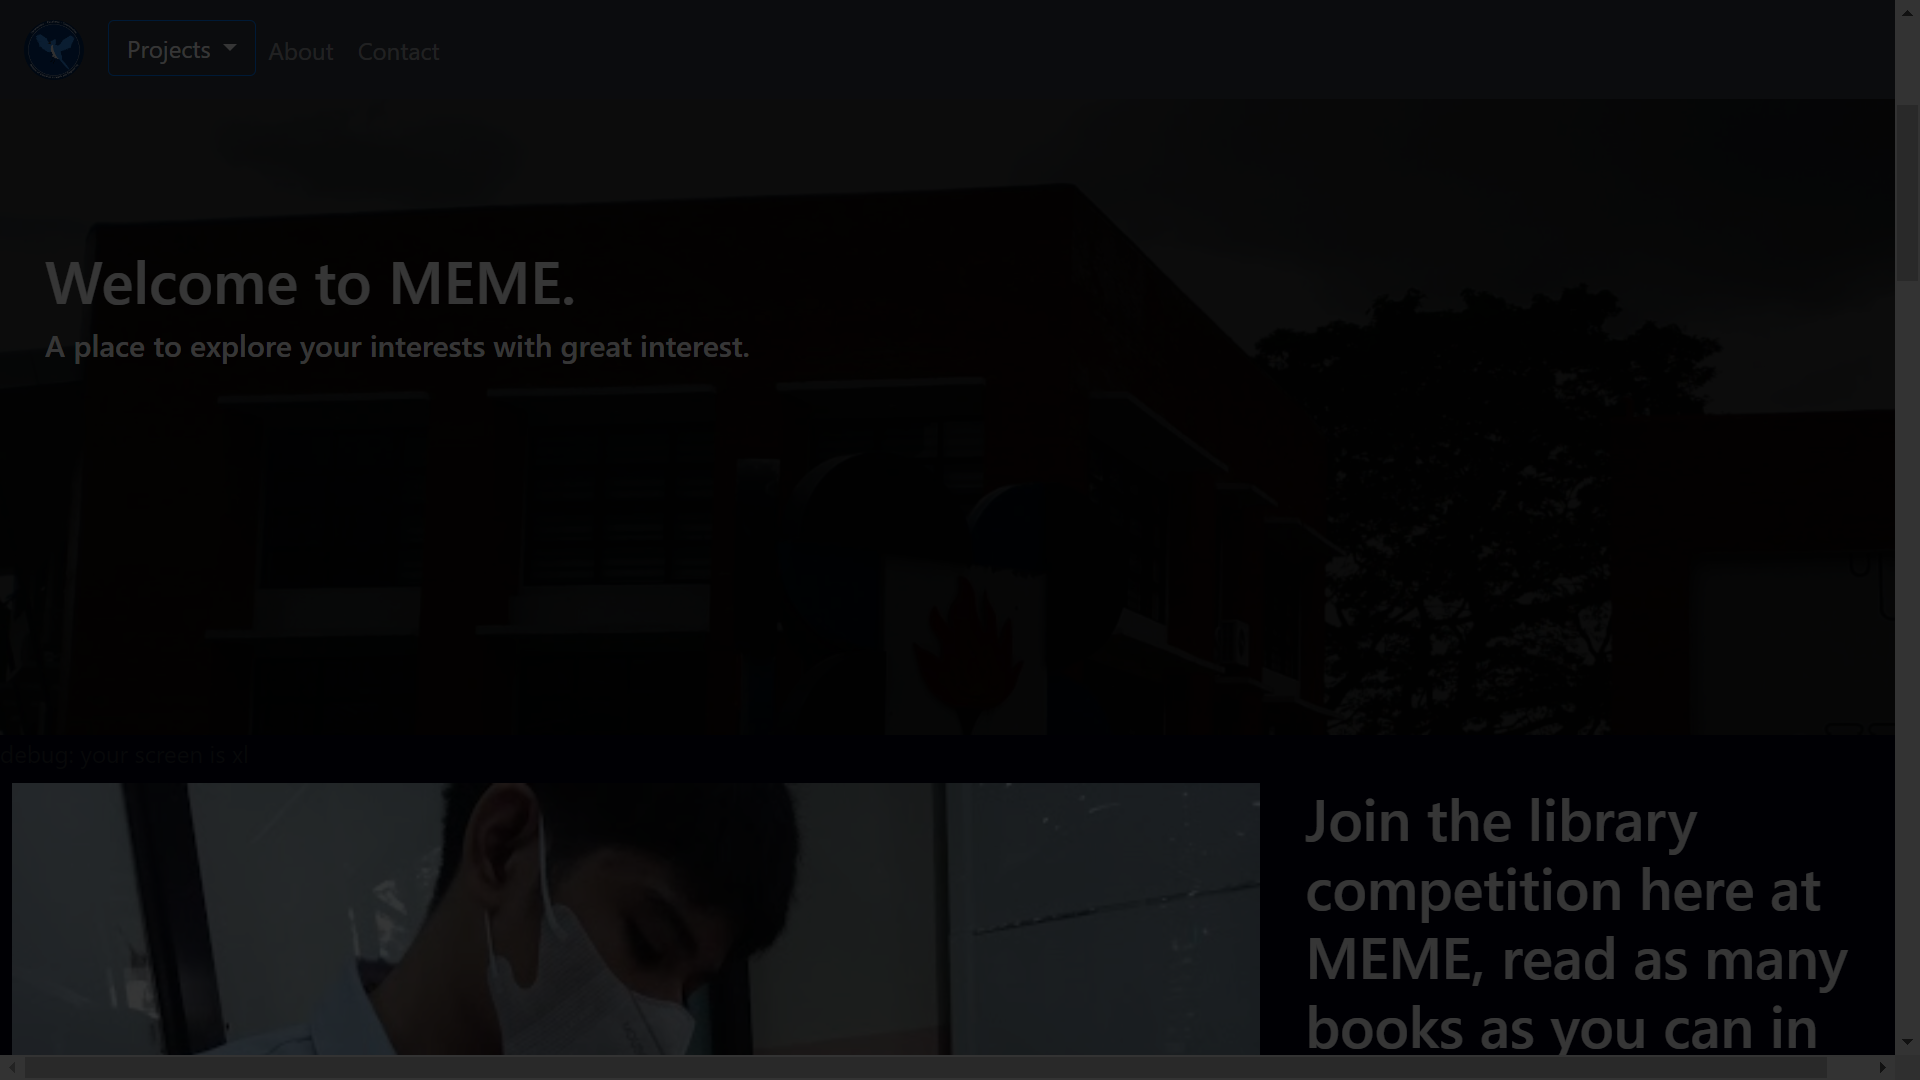 Projects About Contact
Welcome to MEME.
A place to explore your interests with great interest.
debug: your screen is xl
Join the library
competition here at
MEME, read as many
books as you can in